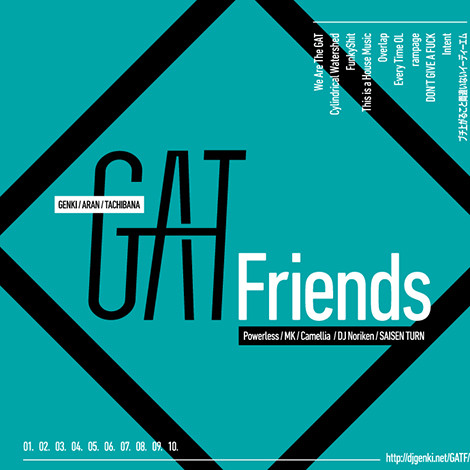 We Are The GAT
Cylindrical Watershed
FunkyShit
This is a House Music
Overlap
Every Time OL
rampage
DON'T GIVE A FUCK
Intent
ブチ上がること間違いないイーディーエム
GENKI / ARAN / TACHIBANA
GAT
Friends
Powerless / MK / Camellia / DJ Noriken / SAISEN TURN
01. 02. 03. 04. 05. 06. 07. 08. 09. 10.
http://djgenki.net/GATF/